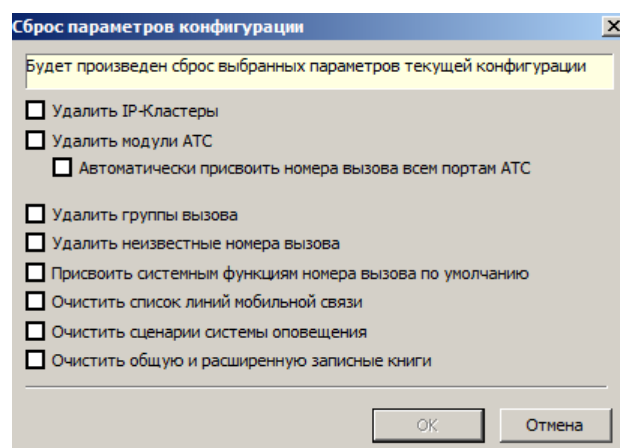 Сброс параметров конфигурации
Будет произведен сброс выбранных параметров текущей конфигурации
Удалить IP-Кластеры
Удалить модули АТС
Автоматически присвоить номера вызова всем портам АТС
Удалить группы вызова
Удалить неизвестные номера вызова
Присвоить системным функциям номера вызова по умолчанию
Очистить список линий мобильной связи
Очистить сценарии системы оповещения
Очистить общую и расширенную записные книги
ОК
Отмена